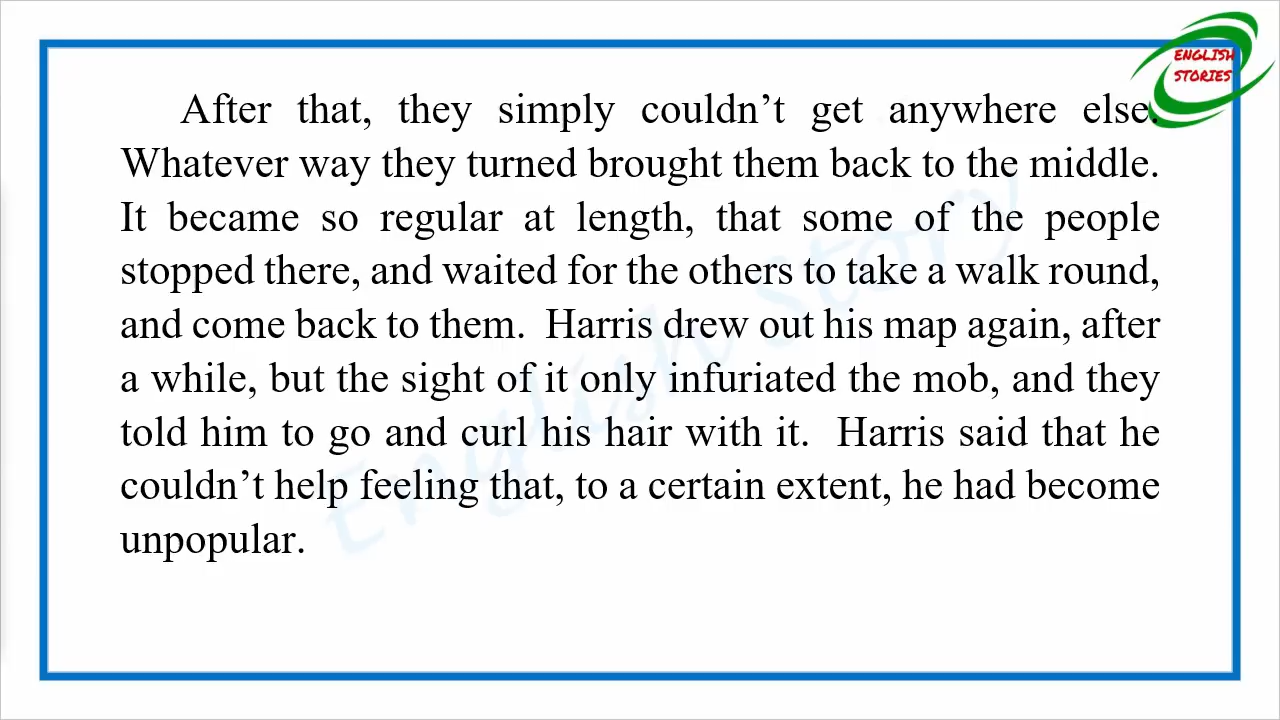 ENGLISH
STORIES
After that, they simply couldn’t get anywhere else.
Whatever way they turned brought them back to the middle.
It became so regular at length, that some of the people
stopped there, and waited for the others to take a walk round,
and come back to them.  Harris drew out his map again, after
a while, but the sight of it only infuriated the mob, and they
told him to go and curl his hair with it.  Harris said that he
couldn’t help feeling that, to a certain extent, he had become
unpopular.
English Story